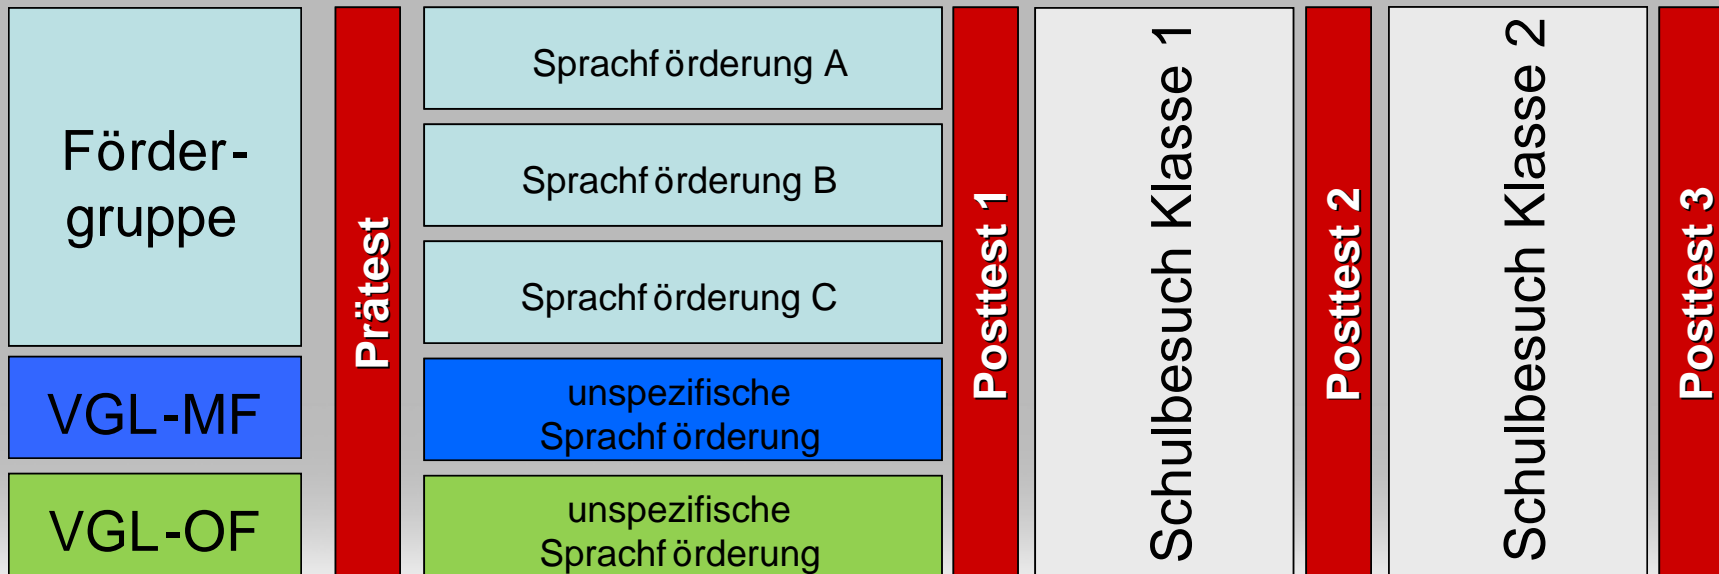 Förder-
gruppe
VGL-MF
VGL-OF
Prätest
Sprachförderung A
Sprachförderung B
Sprachförderung C
unspezifische
Sprachförderung
unspezifische
Sprachförderung
Posttest 1
Schulbesuch Klasse 1
Posttest 2
Schulbesuch Klasse 2
Posttest 3